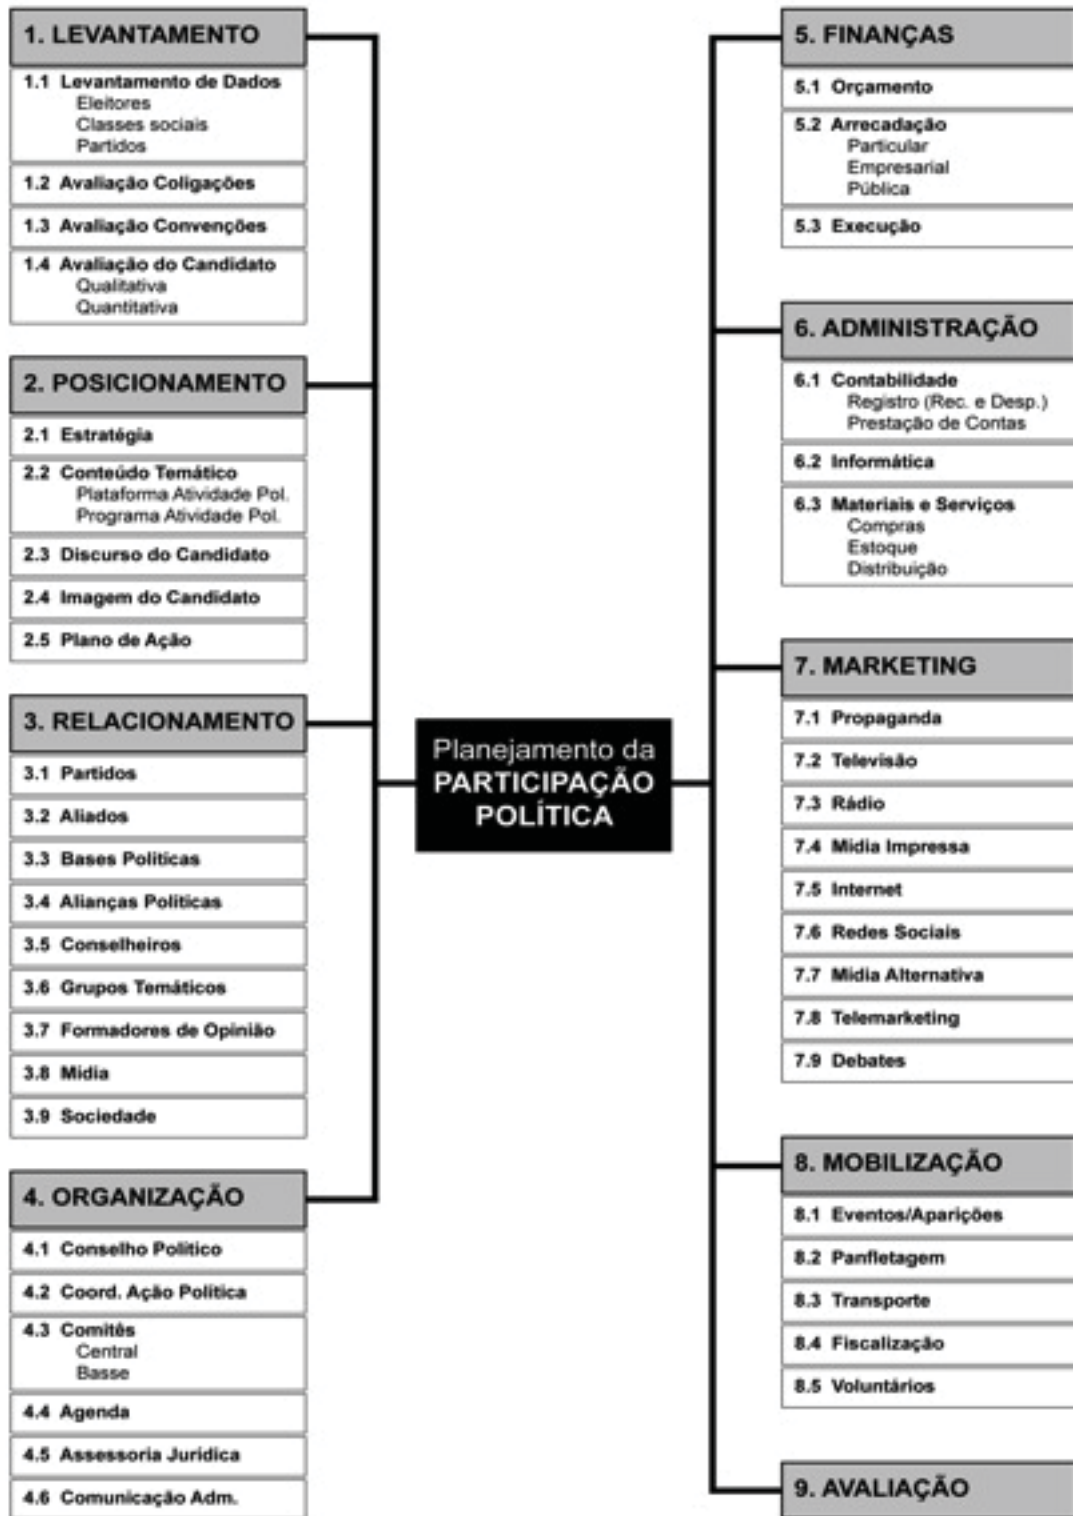 1. LEVANTAMENTO
1.1 Levantamento de Dados
Eleitores
Classes sociais
Partidos
1.2 Avaliação Coligações
1.3 Avaliação Convenções
1.4 Avaliação do Candidato
Qualitativa
Quantitativa
2. POSICIONAMENTO
2.1 Estratégia
2.2 Conteúdo Temático
Plataforma Atividade Pol.
Programa Atividade Pol.
2.3 Discurso do Candidato
2.4 Imagem do Candidato
2.5 Plano de Ação
3. RELACIONAMENTO
3.1 Partidos
3.2 Aliados
3.3 Bases Políticas
3.4 Alianças Políticas
3.5 Conselheiros
3.6 Grupos Temáticos
3.7 Formadores de Opinião
3.8 Mídia
3.9 Sociedade
4. ORGANIZAÇÃO
4.1 Conselho Político
4.2 Coord. Ação Política
4.3 Comitês
Central
Basse
4.4 Agenda
4.5 Assessoria Jurídica
4.6 Comunicação Adm.
Planejamento da
PARTICIPAÇÃO
POLÍTICA
5. FINANÇAS
5.1 Orçamento
5.2 Arrecadação
Particular
Empresarial
Pública
5.3 Execução
6. ADMINISTRAÇÃO
6.1 Contabilidade
Registro (Rec. e Desp.)
Prestação de Contas
6.2 Informática
6.3 Materiais e Serviços
Compras
Estoque
Distribuição
7. MARKETING
7.1 Propaganda
7.2 Televisão
7.3 Rádio
7.4 Mídia Impressa
7.5 Internet
7.6 Redes Sociais
7.7 Mídia Alternativa
7.8 Telemarketing
7.9 Debates
8. MOBILIZAÇÃO
8.1 Eventos/Aparições
8.2 Panfletagem
8.3 Transporte
8.4 Fiscalização
8.5 Voluntários
9. AVALIAÇÃO